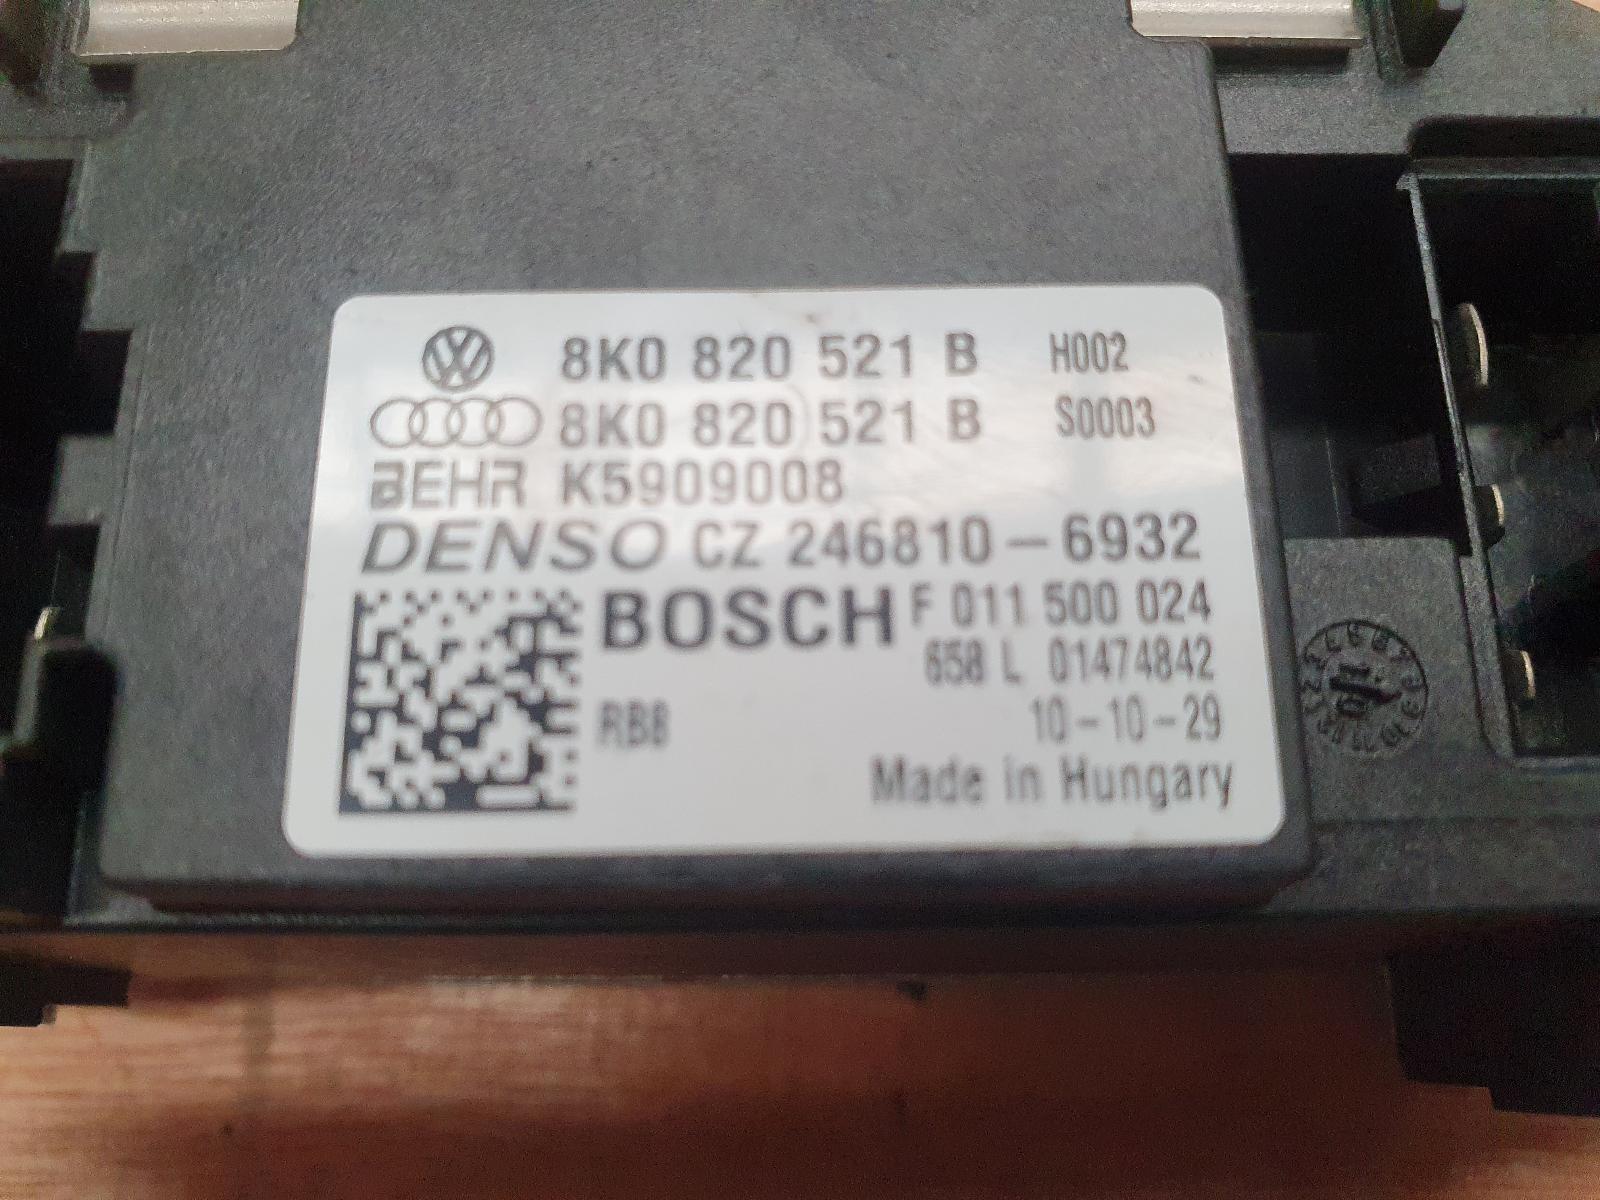 8K0 820 521 B H002
8K0 820 521 B S0003
BEHR K5909008
DENSO CZ 246810-6932
BOSCH F 011 500 024
658 L 01474842
RB8 10-10-29
Made in Hungary